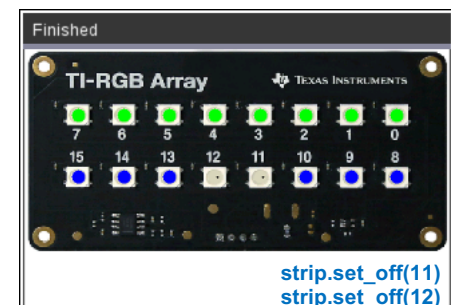 Finished
TI-RGB Array TEXAS INSTRUMENTS
7 6 5 4 3 2 1 0
15 14 13 12 11 10 9 8
strip.set_off(11)
strip.set_off(12)